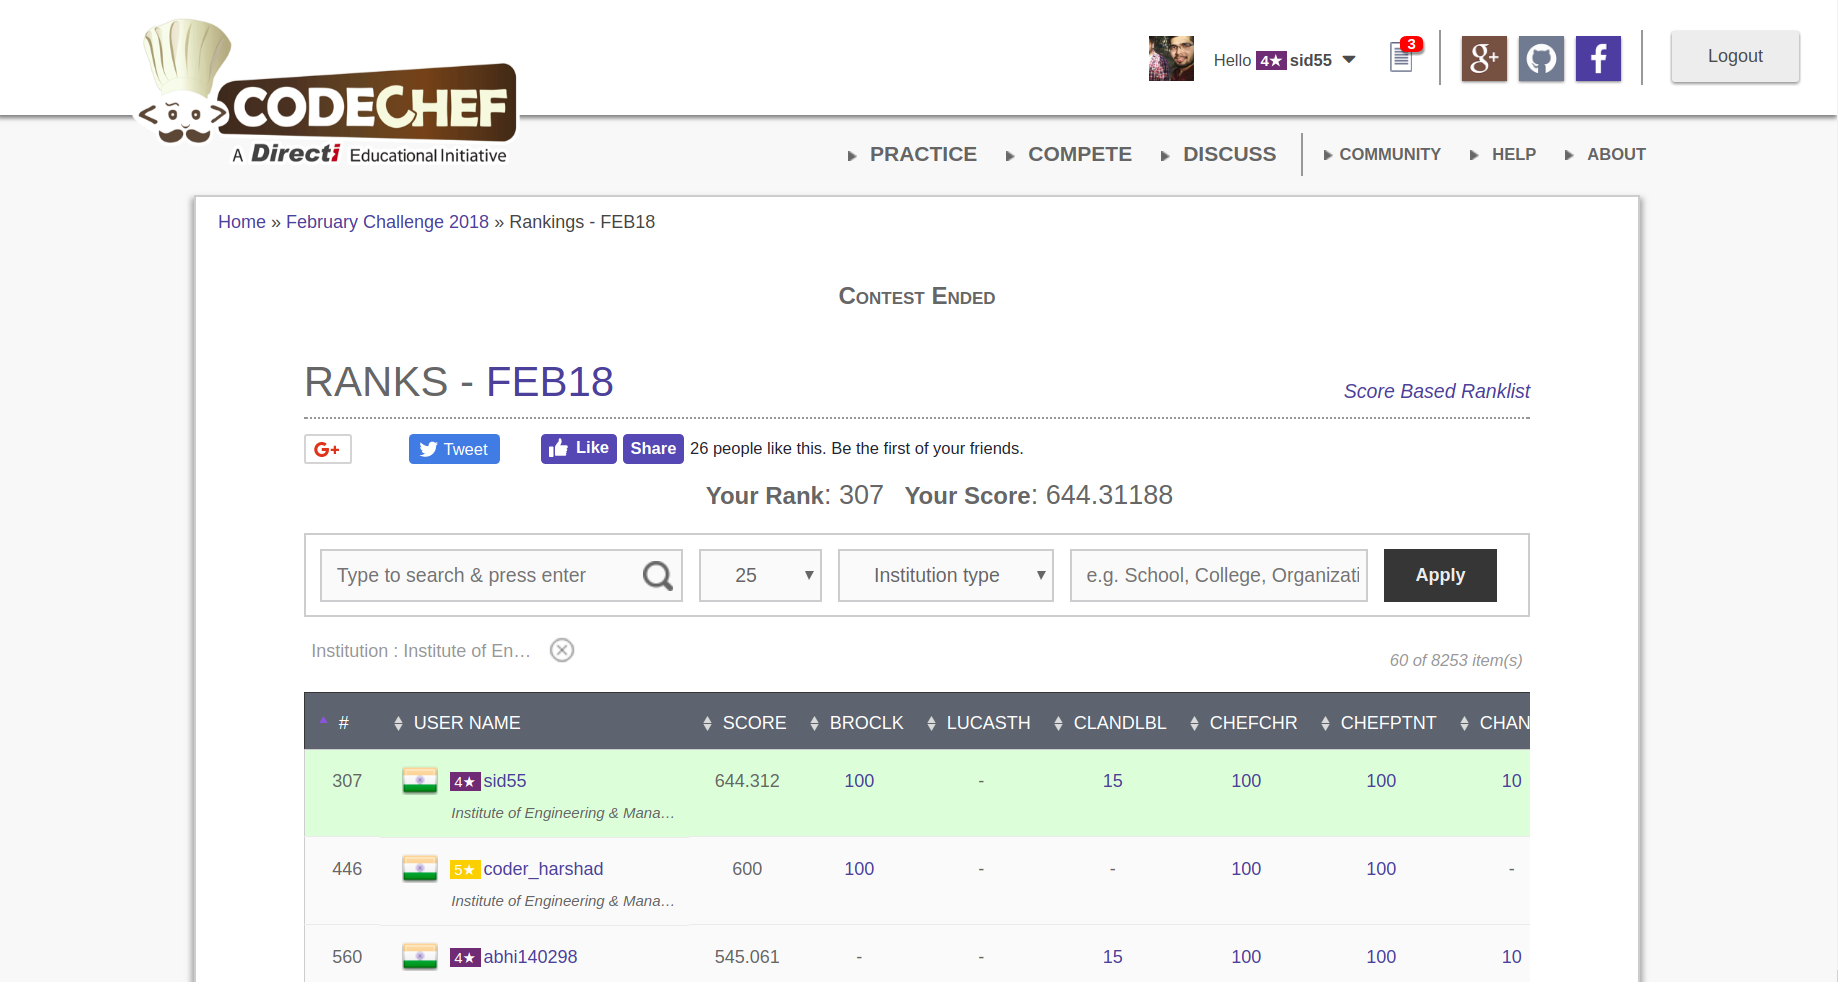 CODECHEF
A Directi Educational Initiative
Hello 4★ sid55
3
g+
f
Logout
PRACTICE COMPETE DISCUSS COMMUNITY HELP ABOUT
Home » February Challenge 2018 » Rankings - FEB18
Contest Ended
RANKS - FEB18
Score Based Ranklist
G+ Tweet Like Share 26 people like this. Be the first of your friends.
Your Rank: 307 Your Score: 644.31188
Type to search & press enter 25 Institution type e.g. School, College, Organizati Apply
Institution : Institute of En...
60 of 8253 item(s)
# USER NAME SCORE BROCLK LUCASTH CLANDLBL CHEFCHR CHEFPTNT CHAN
307 4★ sid55 644.312 100 - 15 100 100 10
Institute of Engineering & Mana...
446 5★ coder_harshad 600 100 - - 100 100 -
Institute of Engineering & Mana...
560 4★ abhi140298 545.061 - - 15 100 100 10